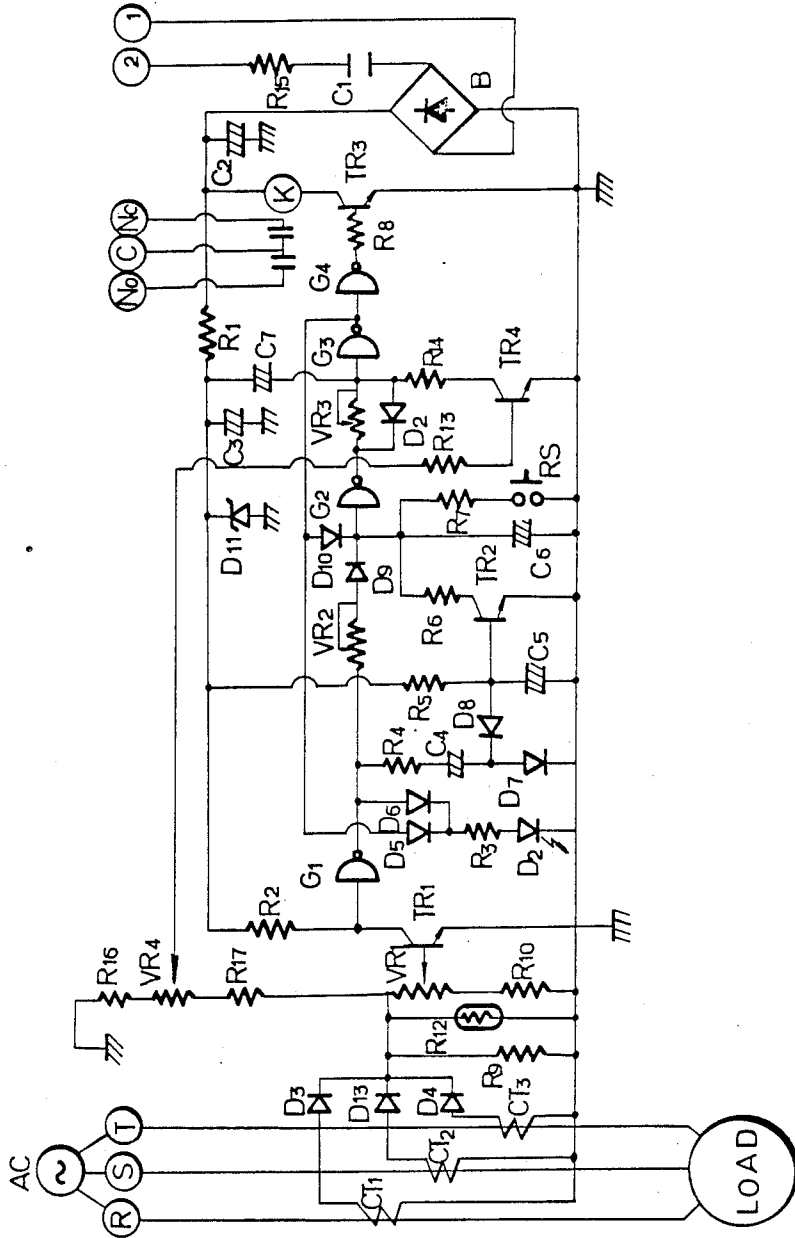 AC
~
R
S
T
LOAD
CT1
CT2
CT3
D3
D13
D4
R9
R12
R10
VR1
R17
VR4
R16
TR1
R2
G1
D5
D6
R3
D2
R4
C4
D8
D7
R5
C5
VR2
D9
D10
R6
TR2
R7
C6
RS
G2
D11
C3
VR3
D2
R13
R14
TR4
C7
R1
G3
G4
R8
TR3
K
No
C
Nc
C2
B
C1
R15
2
1